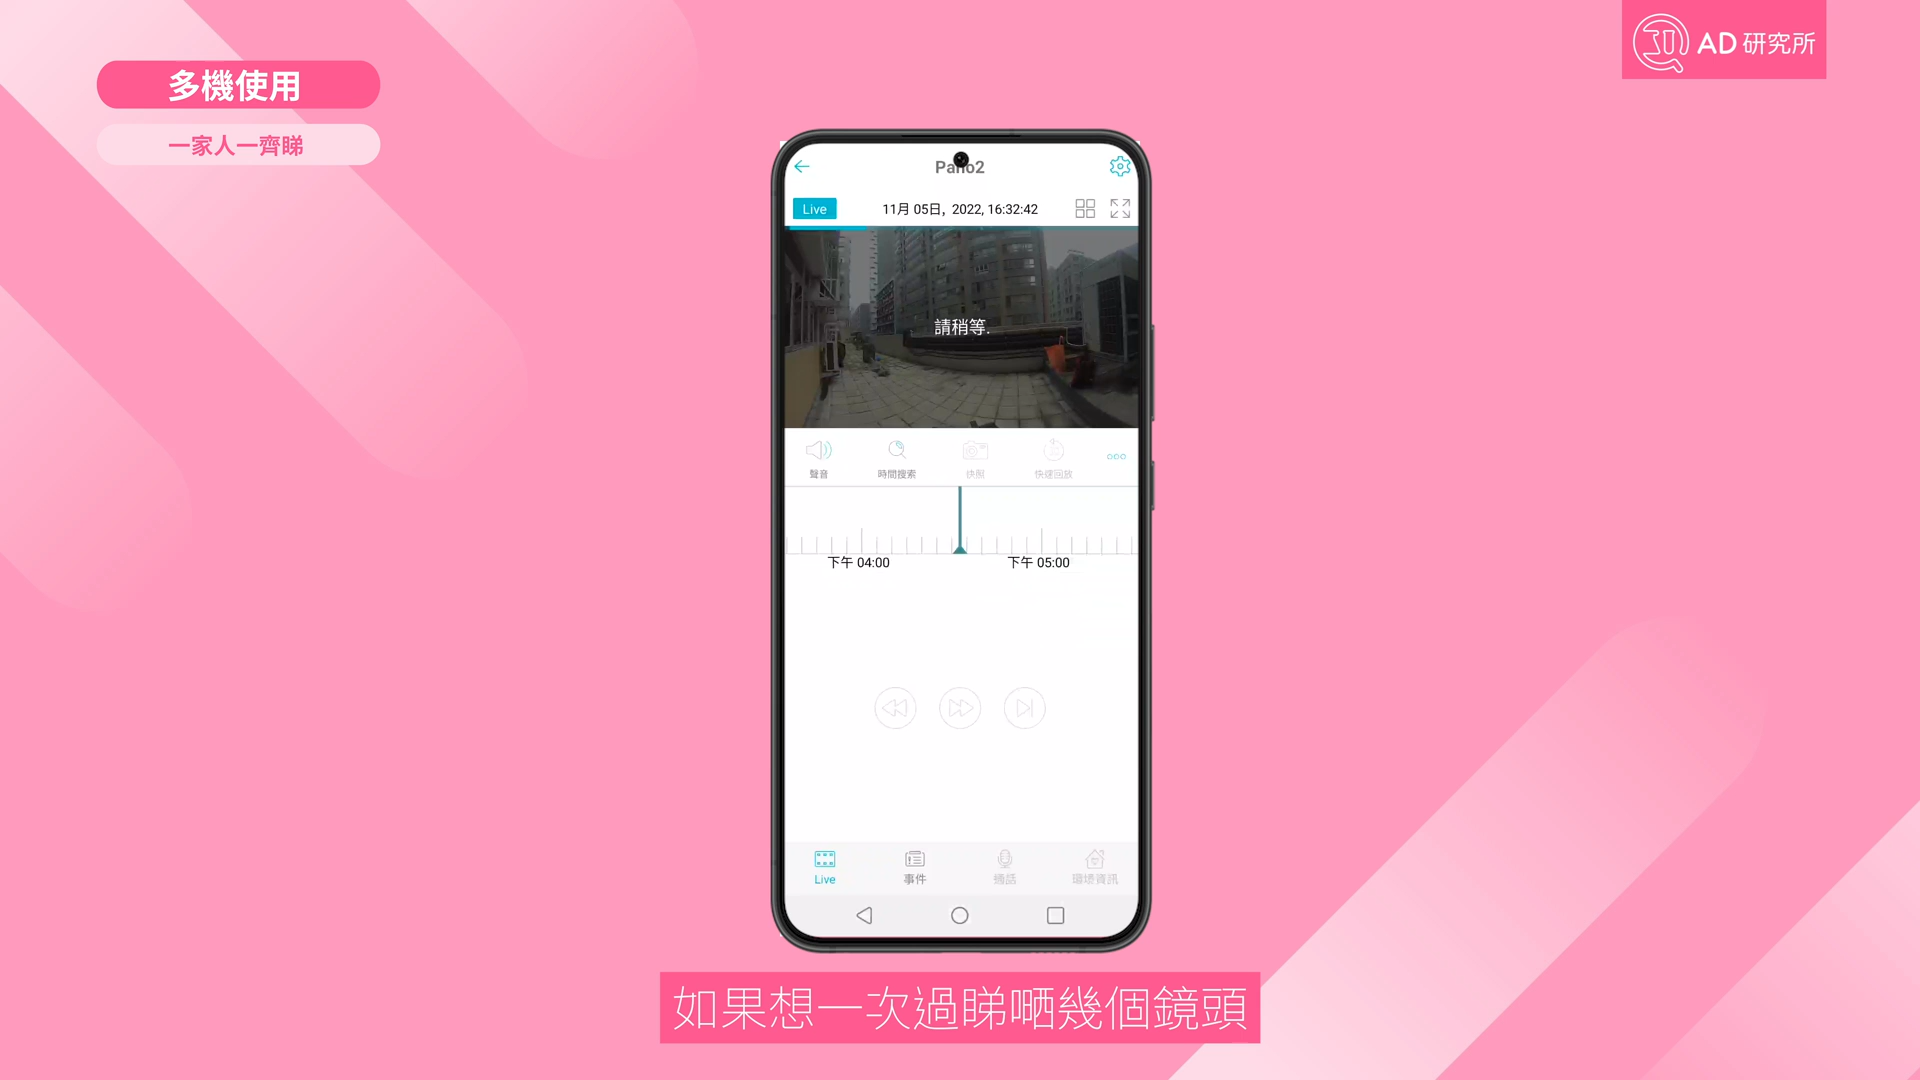 多機使用
一家人一齊睇
AD 研究所
Pano2
Live
11月 05日, 2022, 16:32:42
請稍等.
聲音
時間搜索
快照
快速回放
下午 04:00
下午 05:00
Live
事件
通話
環境資訊
如果想一次過睇晒幾個鏡頭